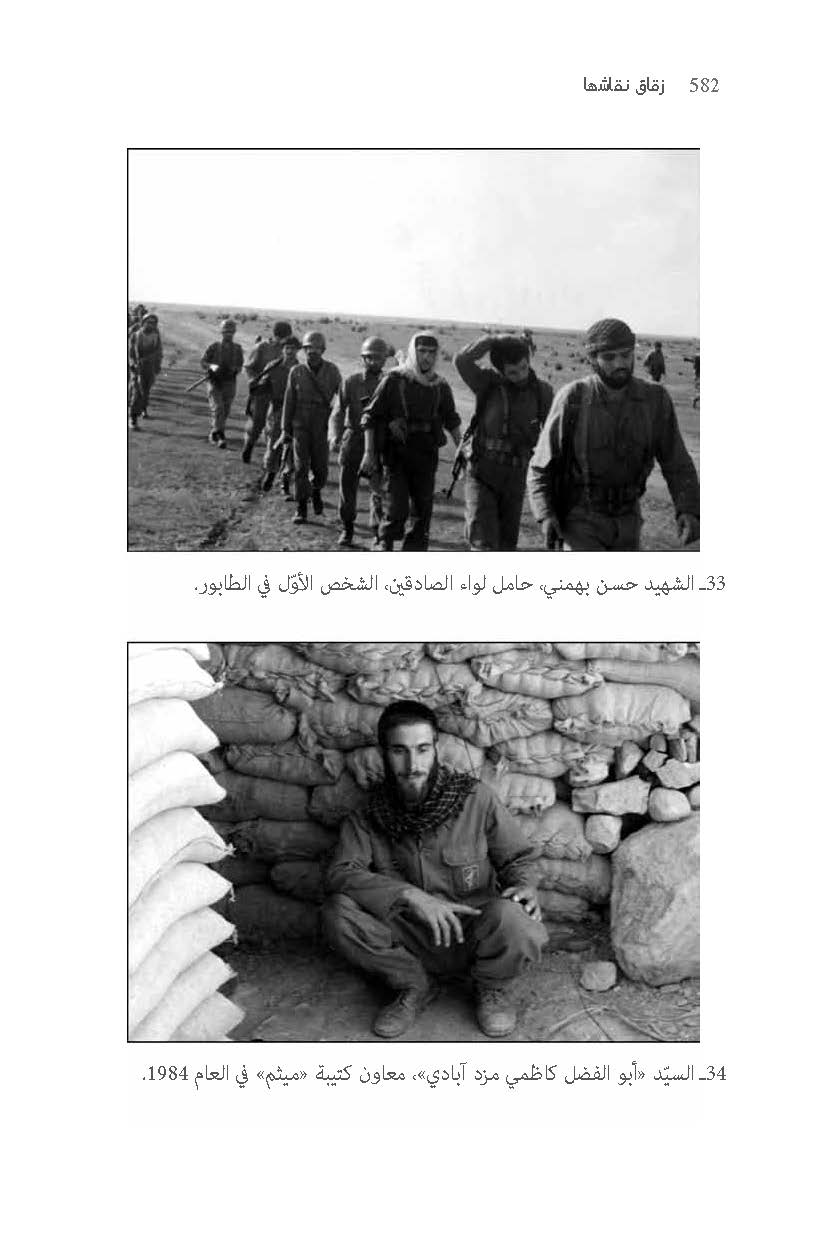 582 زقاق نقاشها
33ـ الشهيد حسن بهمني، حامل لواء الصادقين، الشخص الأوّل في الطابور.
34ـ السيّد «أبو الفضل كاظمي مزد آبادي»، معاون كتيبة «ميثم» في العام 1984.